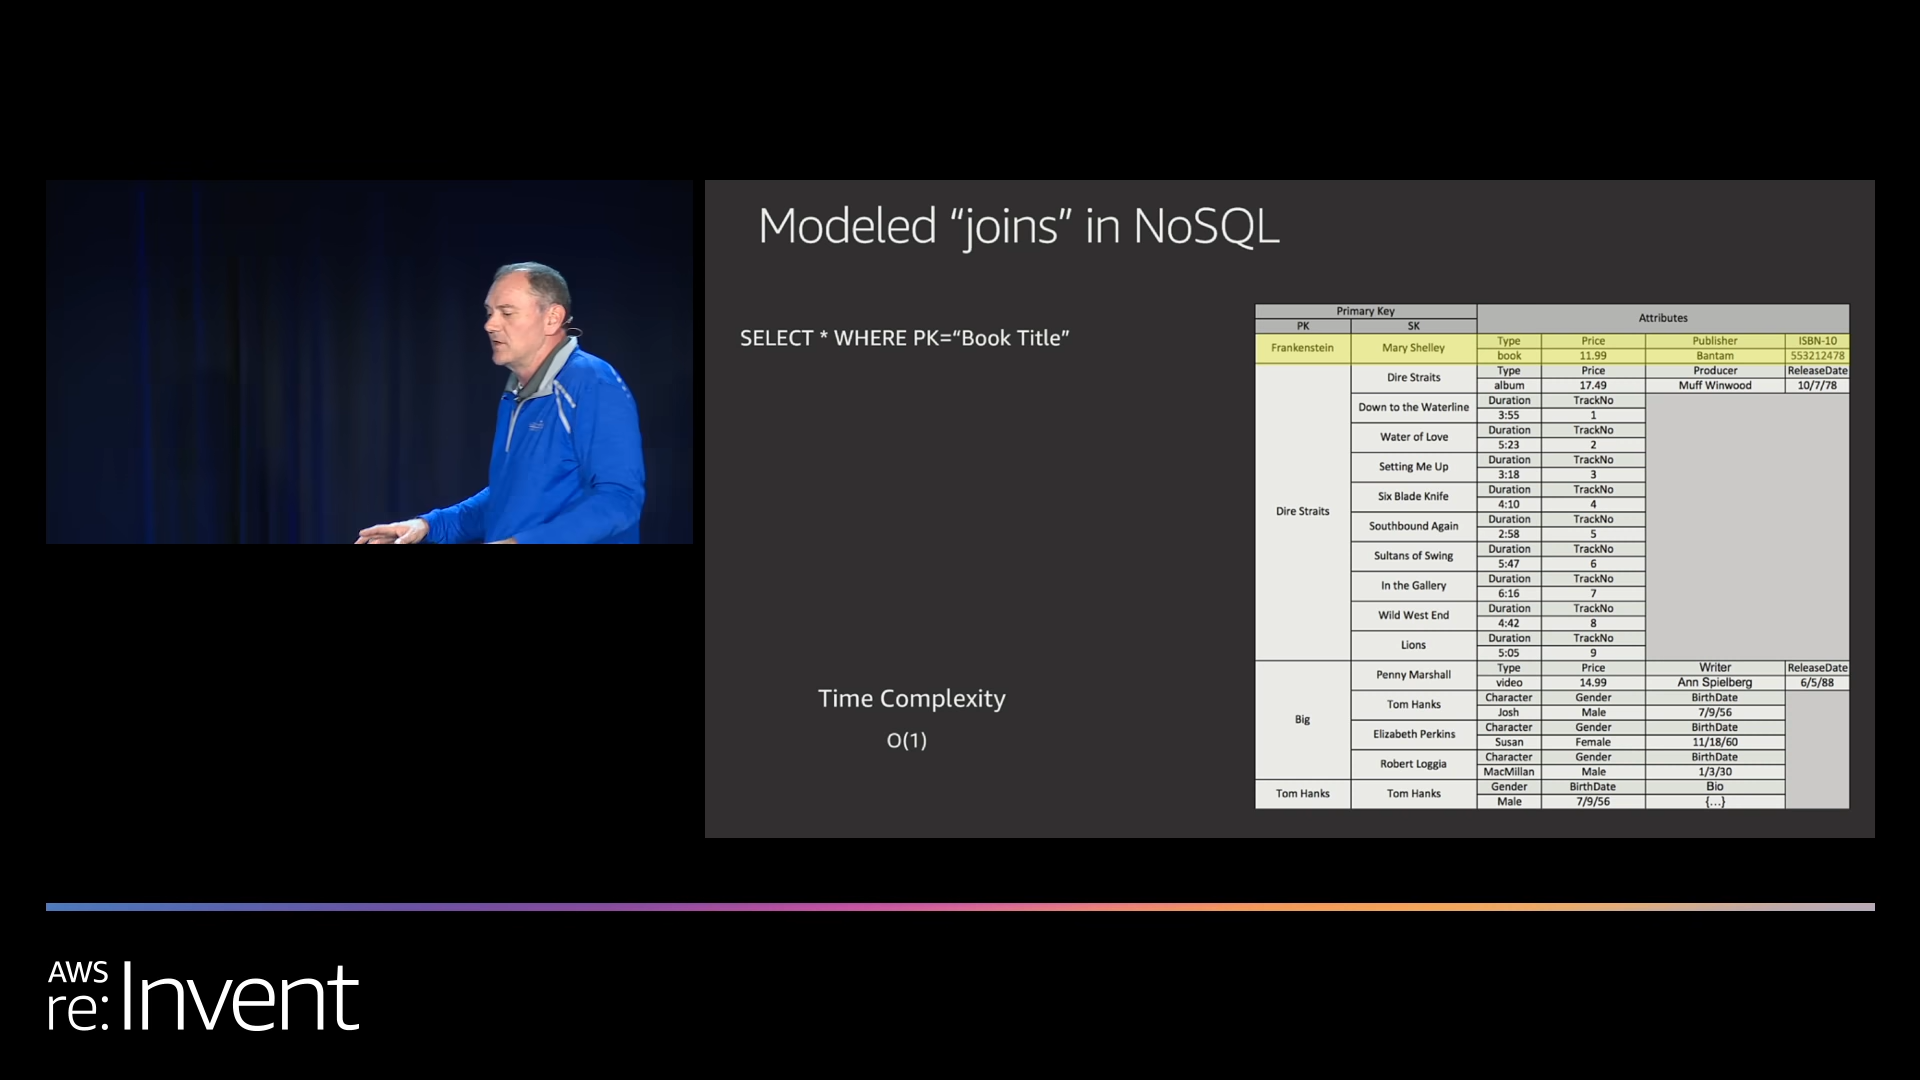 Modeled “joins” in NoSQL
SELECT * WHERE PK=“Book Title”
Time Complexity
O(1)
Primary Key
Attributes
PK SK
Frankenstein Mary Shelley Type Price Publisher ISBN-10
book 11.99 Bantam 553212478
Dire Straits
Dire Straits Type Price Producer ReleaseDate
album 17.49 Muff Winwood 10/7/78
Down to the Waterline Duration TrackNo
3:55 1
Water of Love Duration TrackNo
5:23 2
Setting Me Up Duration TrackNo
3:18 3
Six Blade Knife Duration TrackNo
4:10 4
Southbound Again Duration TrackNo
2:58 5
Sultans of Swing Duration TrackNo
5:47 6
In the Gallery Duration TrackNo
6:16 7
Wild West End Duration TrackNo
4:42 8
Lions Duration TrackNo
5:05 9
Big
Penny Marshall Type Price Writer ReleaseDate
video 14.99 Ann Spielberg 6/5/88
Tom Hanks Character Gender BirthDate
Josh Male 7/9/56
Elizabeth Perkins Character Gender BirthDate
Susan Female 11/18/60
Robert Loggia Character Gender BirthDate
MacMillan Male 1/3/30
Tom Hanks Tom Hanks Gender BirthDate Bio
Male 7/9/56 {...}
AWS
re:Invent